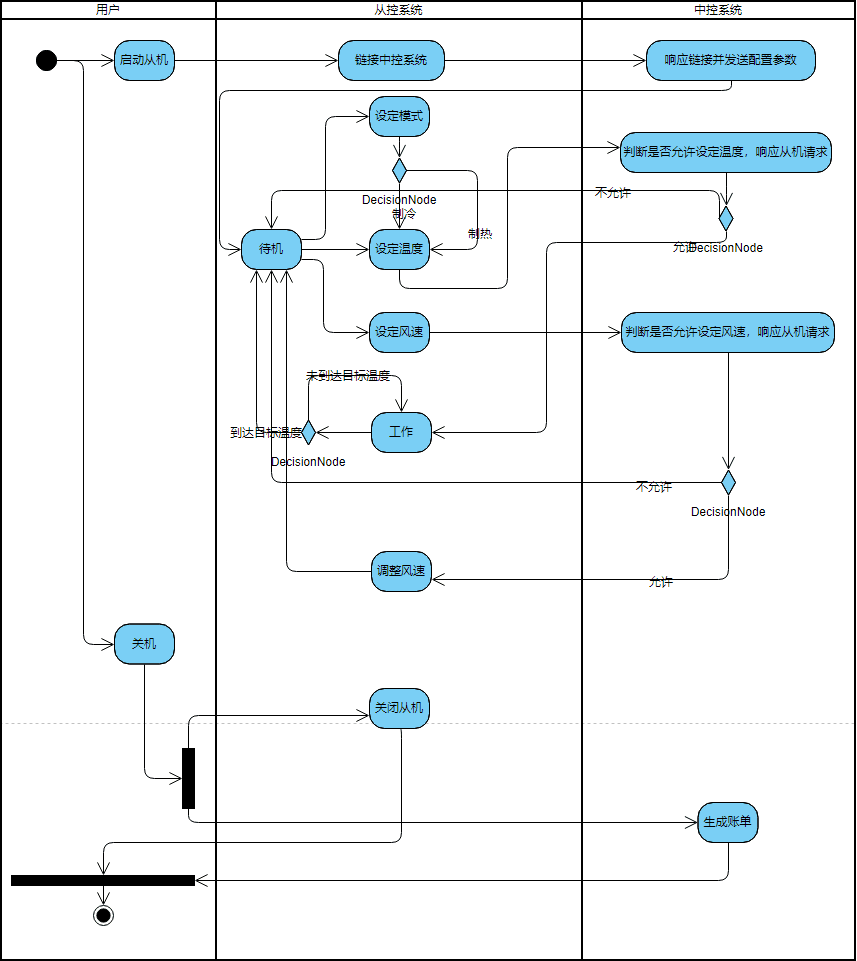 用户
从控系统
中控系统
启动从机
链接中控系统
响应链接并发送配置参数
设定模式
判断是否允许设定温度，响应从机请求
DecisionNode
制冷
不允许
制热
待机
设定温度
允许
DecisionNode
设定风速
判断是否允许设定风速，响应从机请求
未到达目标温度
到达目标温度
工作
DecisionNode
不允许
DecisionNode
调整风速
允许
关机
关闭从机
生成账单